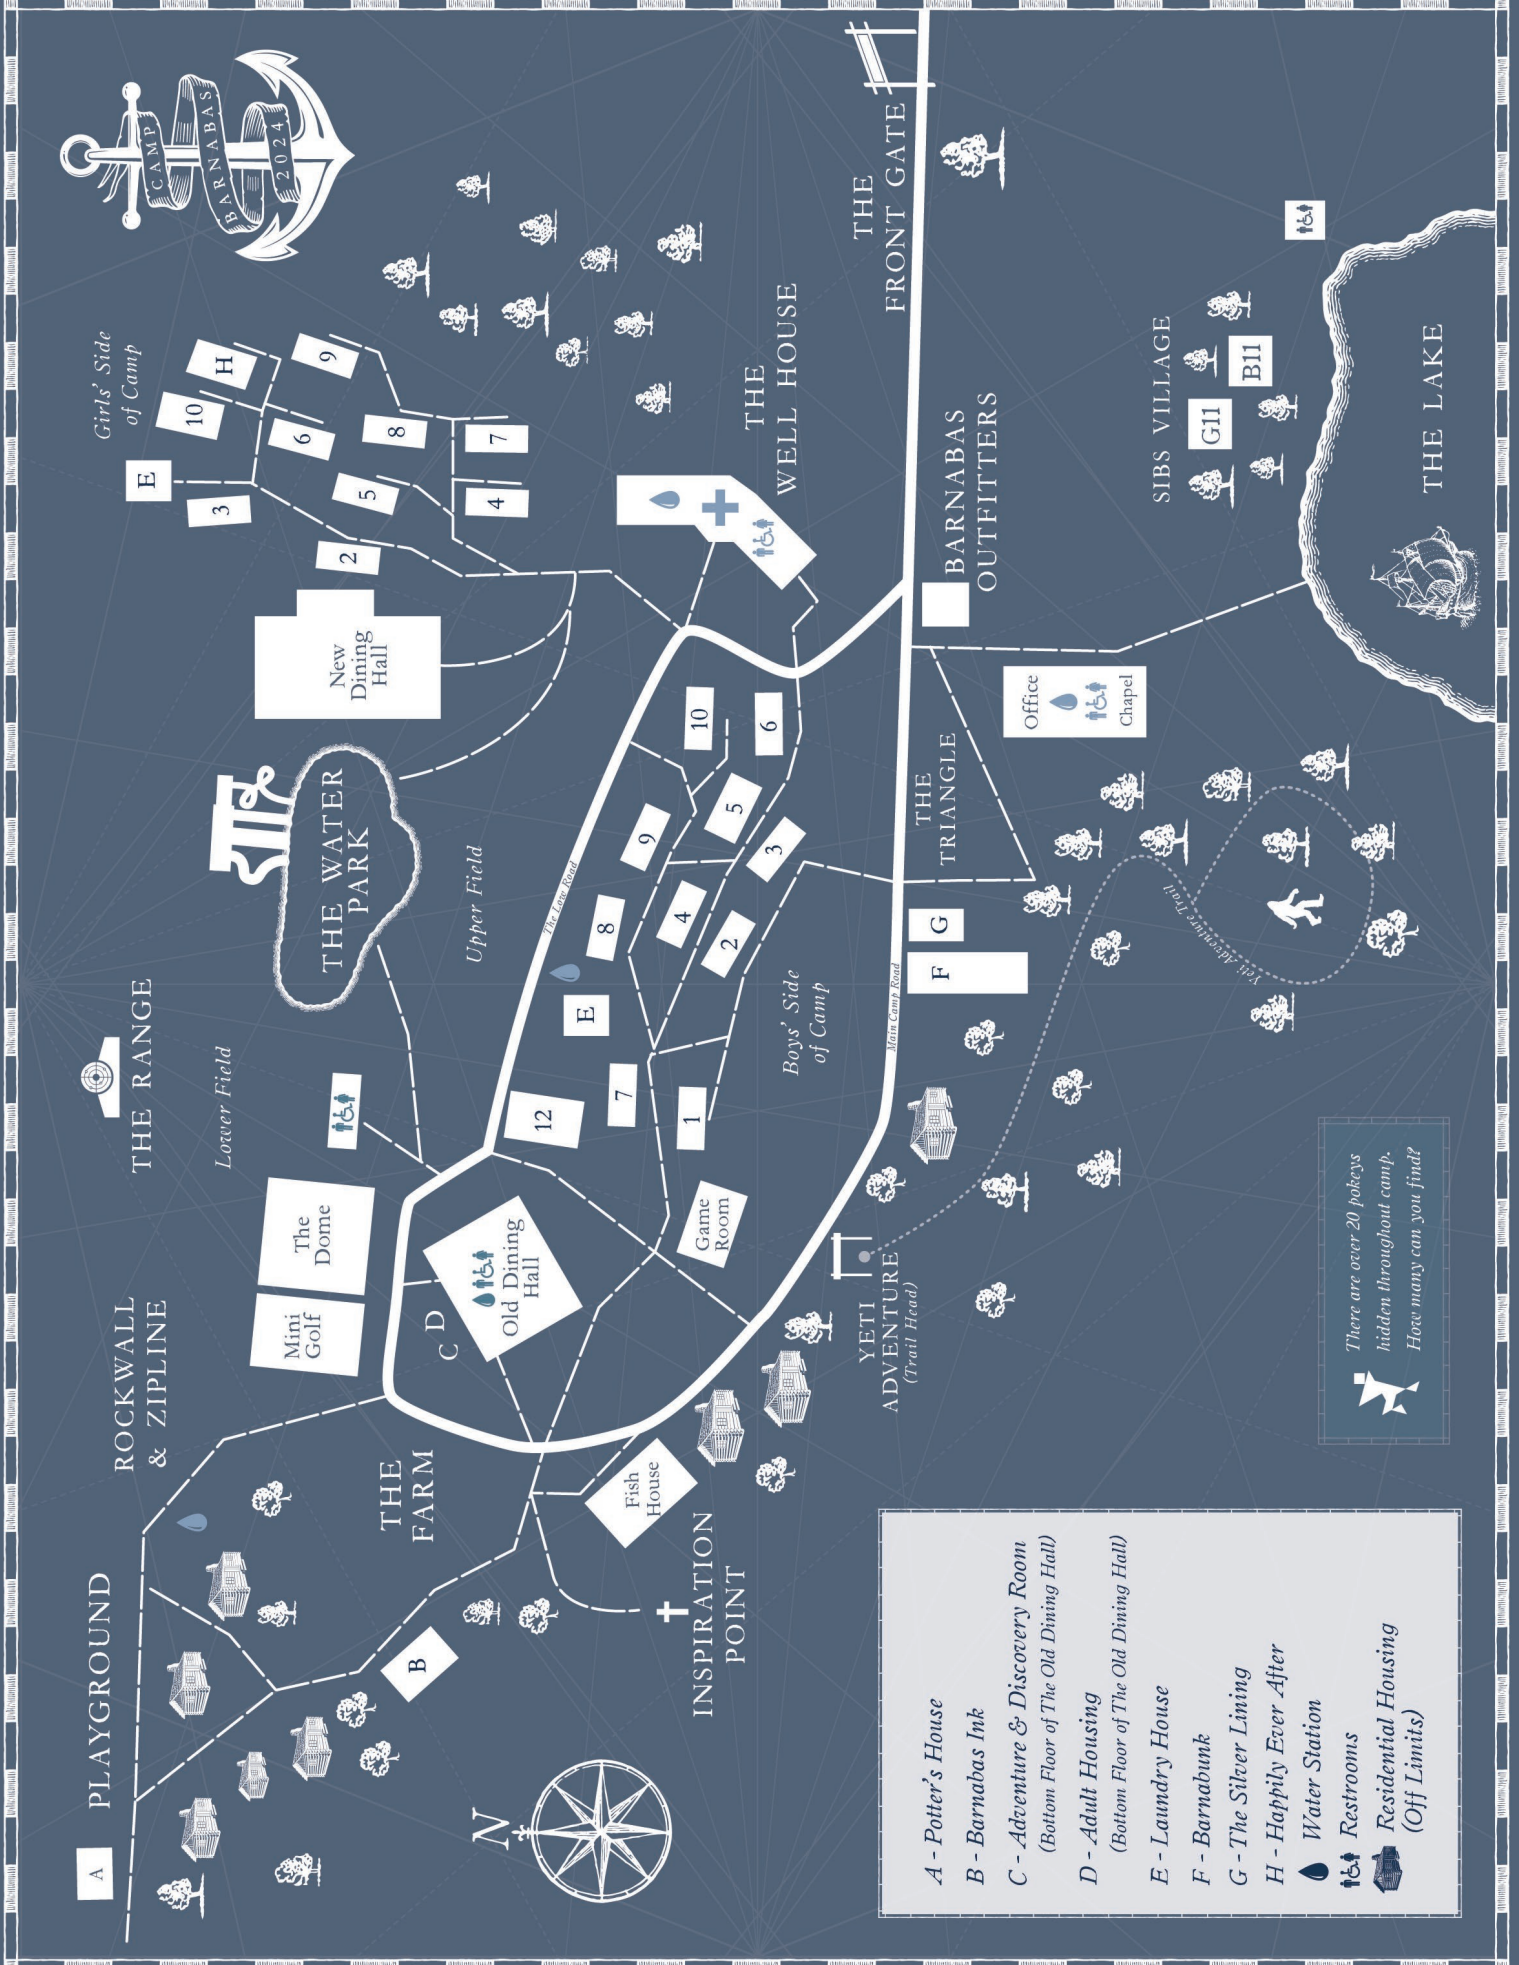 CAMP
BARNABAS
2024
PLAYGROUND
A
ROCKWALL
& ZIPLINE
THE RANGE
Lower Field
Girls' Side
of Camp
E
10
H
3
6
9
2
5
8
4
7
New
Dining
Hall
THE WATER
PARK
Upper Field
Mini
Golf
The
Dome
THE
FARM
B
C
D
Old Dining
Hall
N
INSPIRATION
POINT
Fish
House
Game
Room
12
E
7
1
8
9
4
2
5
3
10
6
The Low Road
Boys' Side
of Camp
THE
WELL HOUSE
THE
FRONT GATE
Main Camp Road
YETI
ADVENTURE
(Trail Head)
F
G
THE
TRIANGLE
BARNABAS
OUTFITTERS
Office
Chapel
Yeti Adventure Trail
SIBS VILLAGE
G11
B11
THE LAKE
A - Potter's House
B - Barnabas Ink
C - Adventure & Discovery Room
(Bottom Floor of The Old Dining Hall)
D - Adult Housing
(Bottom Floor of The Old Dining Hall)
E - Laundry House
F - Barnabunk
G - The Silver Lining
H - Happily Ever After
Water Station
Restrooms
Residential Housing
(Off Limits)
There are over 20 pokeys
hidden throughout camp.
How many can you find?